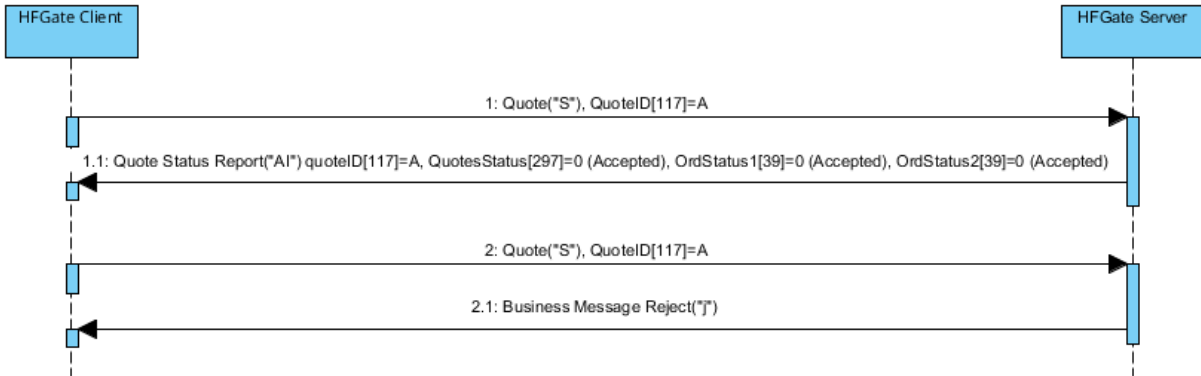 HFGate Client
HFGate Server
1: Quote("S"), QuoteID[117]=A
1.1: Quote Status Report("AI") quoteID[117]=A, QuotesStatus[297]=0 (Accepted), OrdStatus1[39]=0 (Accepted), OrdStatus2[39]=0 (Accepted)
2: Quote("S"), QuoteID[117]=A
2.1: Business Message Reject("j")